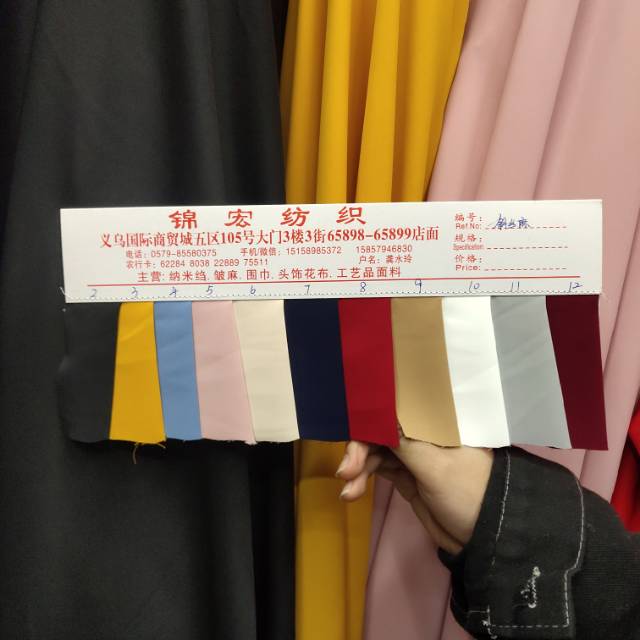 锦宏纺织
义乌国际商贸城五区105号大门3楼3街65898-65899店面
电话:0579-85580375 手机/微信:15158985372 15857946830
农行卡:62284 8038 22889 75511 户名:龚水玲
主营:纳米绉.皱麻.围巾.头饰花布.工艺品面料
编号:
Ref.No:
规格:
Specification:
价格:
Price:
2 3 4 5 6 7 8 9 10 11 12